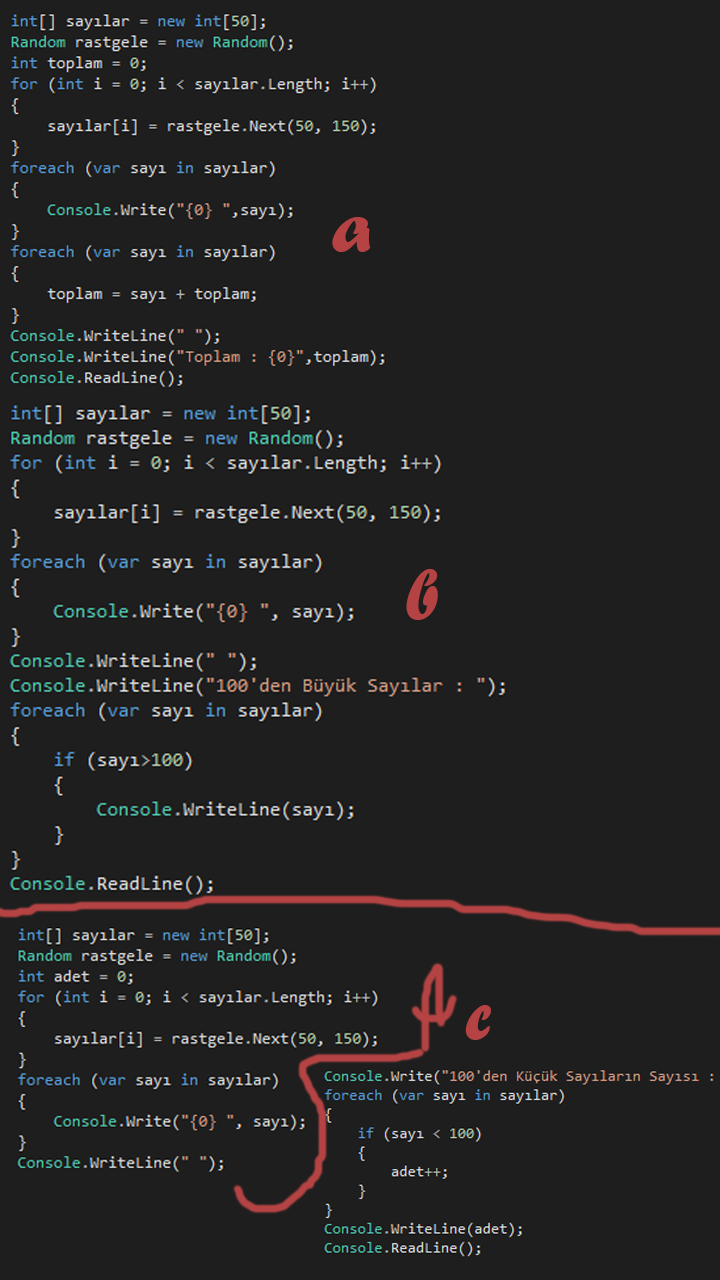 int[] sayılar = new int[50];
Random rastgele = new Random();
int toplam = 0;
for (int i = 0; i < sayılar.Length; i++)
{
    sayılar[i] = rastgele.Next(50, 150);
}
foreach (var sayı in sayılar)
{
    Console.Write("{0} ",sayı);
}
a
foreach (var sayı in sayılar)
{
    toplam = sayı + toplam;
}
Console.WriteLine(" ");
Console.WriteLine("Toplam : {0}",toplam);
Console.ReadLine();
int[] sayılar = new int[50];
Random rastgele = new Random();
for (int i = 0; i < sayılar.Length; i++)
{
    sayılar[i] = rastgele.Next(50, 150);
}
foreach (var sayı in sayılar)
{
    Console.Write("{0} ", sayı);
}
b
Console.WriteLine(" ");
Console.WriteLine("100'den Büyük Sayılar : ");
foreach (var sayı in sayılar)
{
    if (sayı>100)
    {
        Console.WriteLine(sayı);
    }
}
Console.ReadLine();
int[] sayılar = new int[50];
Random rastgele = new Random();
int adet = 0;
for (int i = 0; i < sayılar.Length; i++)
{
    sayılar[i] = rastgele.Next(50, 150);
}
foreach (var sayı in sayılar)
{
    Console.Write("{0} ", sayı);
}
Console.WriteLine(" ");
c
Console.Write("100'den Küçük Sayıların Sayısı :
foreach (var sayı in sayılar)
{
    if (sayı < 100)
    {
        adet++;
    }
}
Console.WriteLine(adet);
Console.ReadLine();